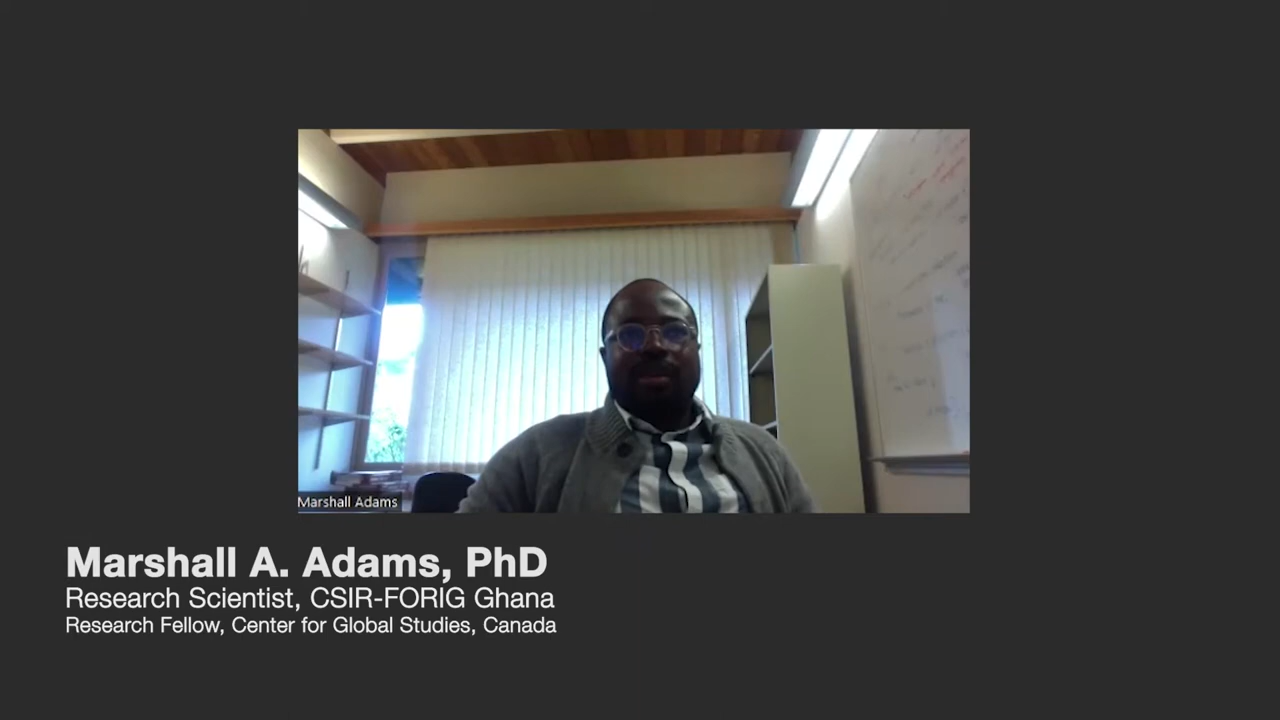 Marshall Adams
Marshall A. Adams, PhD
Research Scientist, CSIR-FORIG Ghana
Research Fellow, Center for Global Studies, Canada